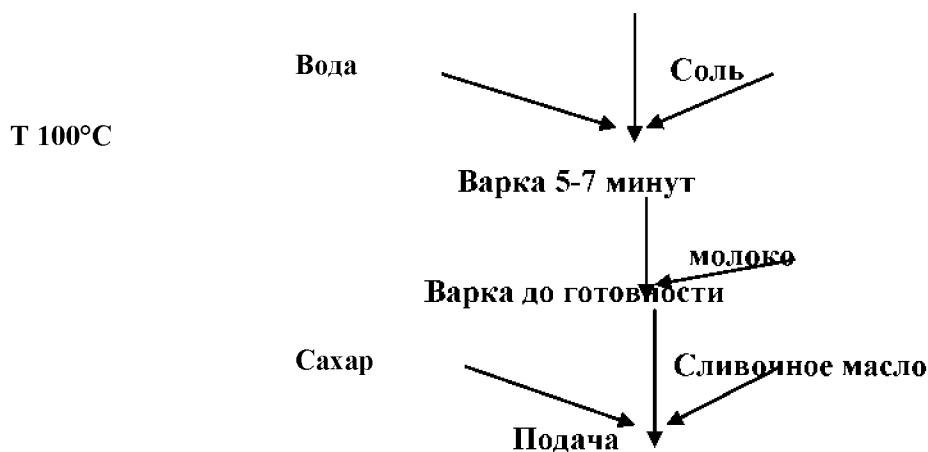 Вода
Соль
Т 100°С
Варка 5-7 минут
молоко
Варка до готовности
Сахар
Сливочное масло
Подача